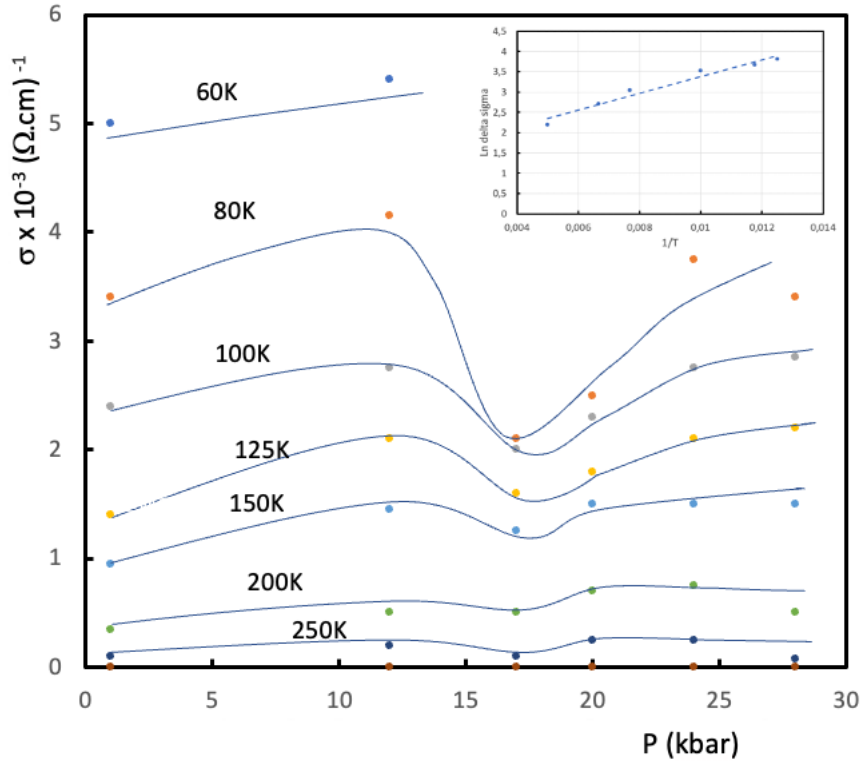 6
5
4
3
2
1
0
σ x 10⁻³ (Ω.cm) ⁻¹
60K
80K
100K
125K
150K
200K
250K
0 5 10 15 20 25 30
P (kbar)
4,5
4
3,5
3
2,5
2
1,5
1
0,5
0
Ln delta sigma
0,004 0,006 0,008 0,01 0,012 0,014
1/T